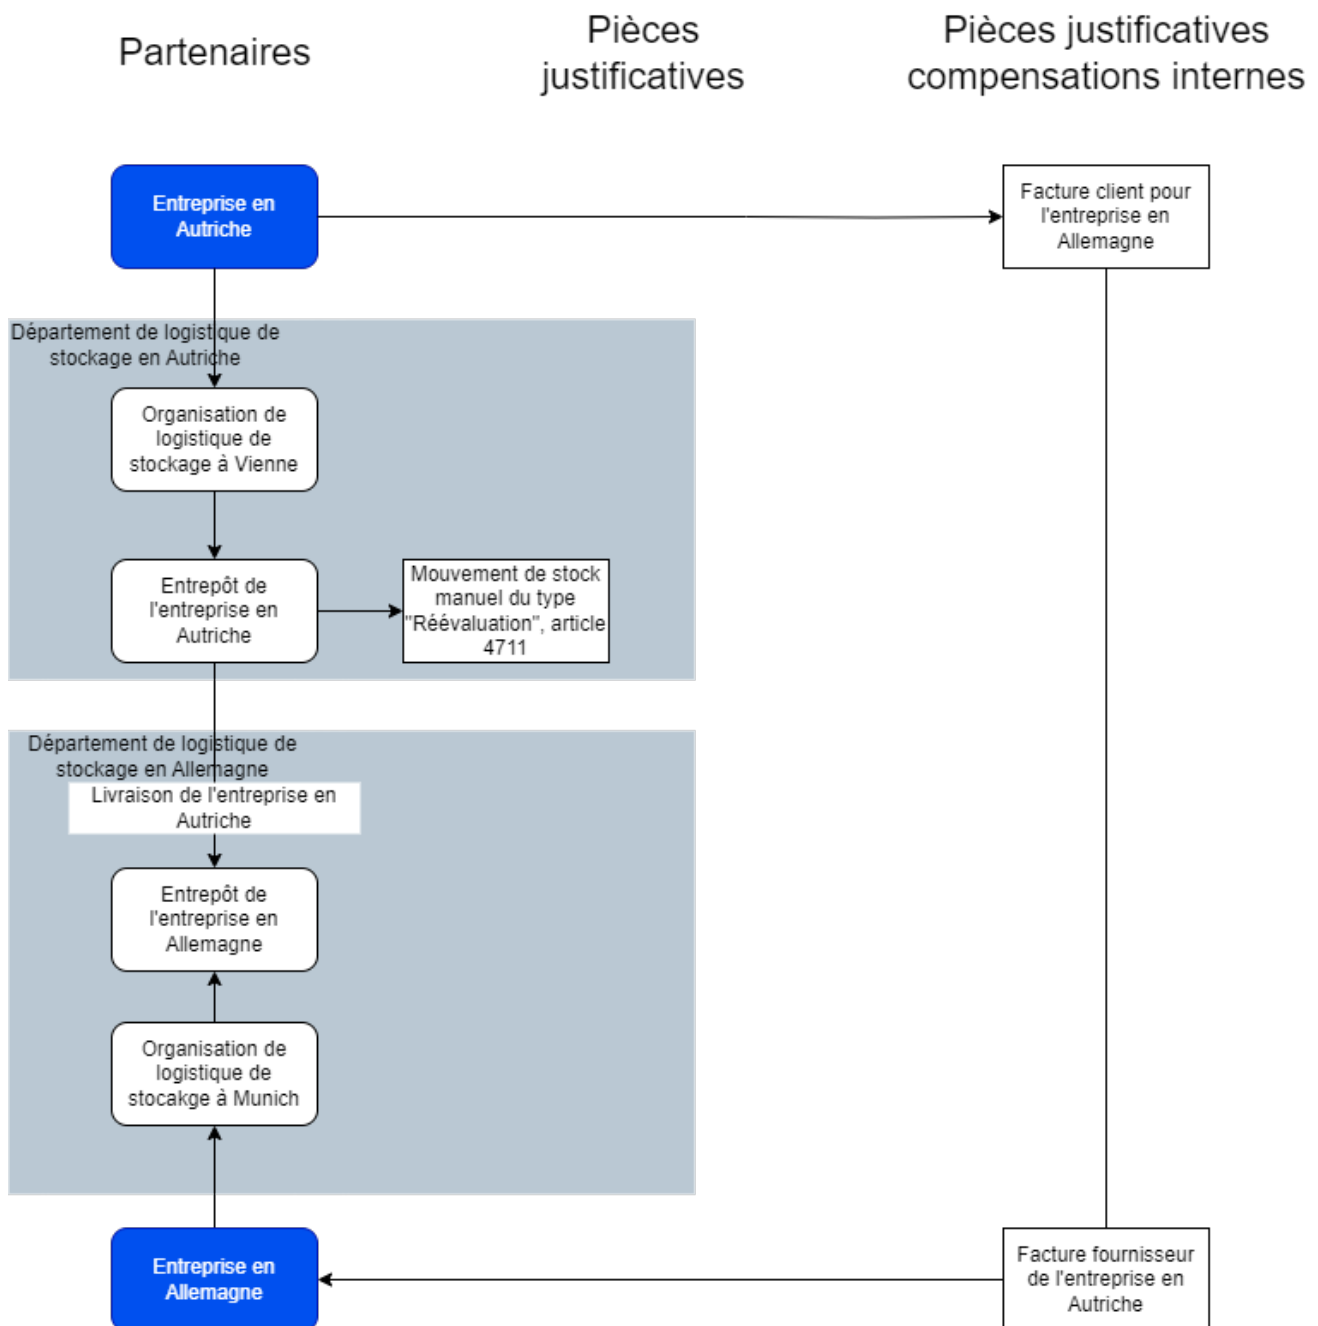 Partenaires
Pièces
justificatives
Pièces justificatives
compensations internes
Entreprise en
Autriche
Facture client pour
l'entreprise en
Allemagne
Département de logistique de
stockage en Autriche
Organisation de
logistique de
stockage à Vienne
Entrepôt de
l'entreprise en
Autriche
Mouvement de stock
manuel du type
"Réévaluation", article
4711
Département de logistique de
stockage en Allemagne
Livraison de l'entreprise en
Autriche
Entrepôt de
l'entreprise en
Allemagne
Organisation de
logistique de
stocakge à Munich
Entreprise en
Allemagne
Facture fournisseur
de l'entreprise en
Autriche